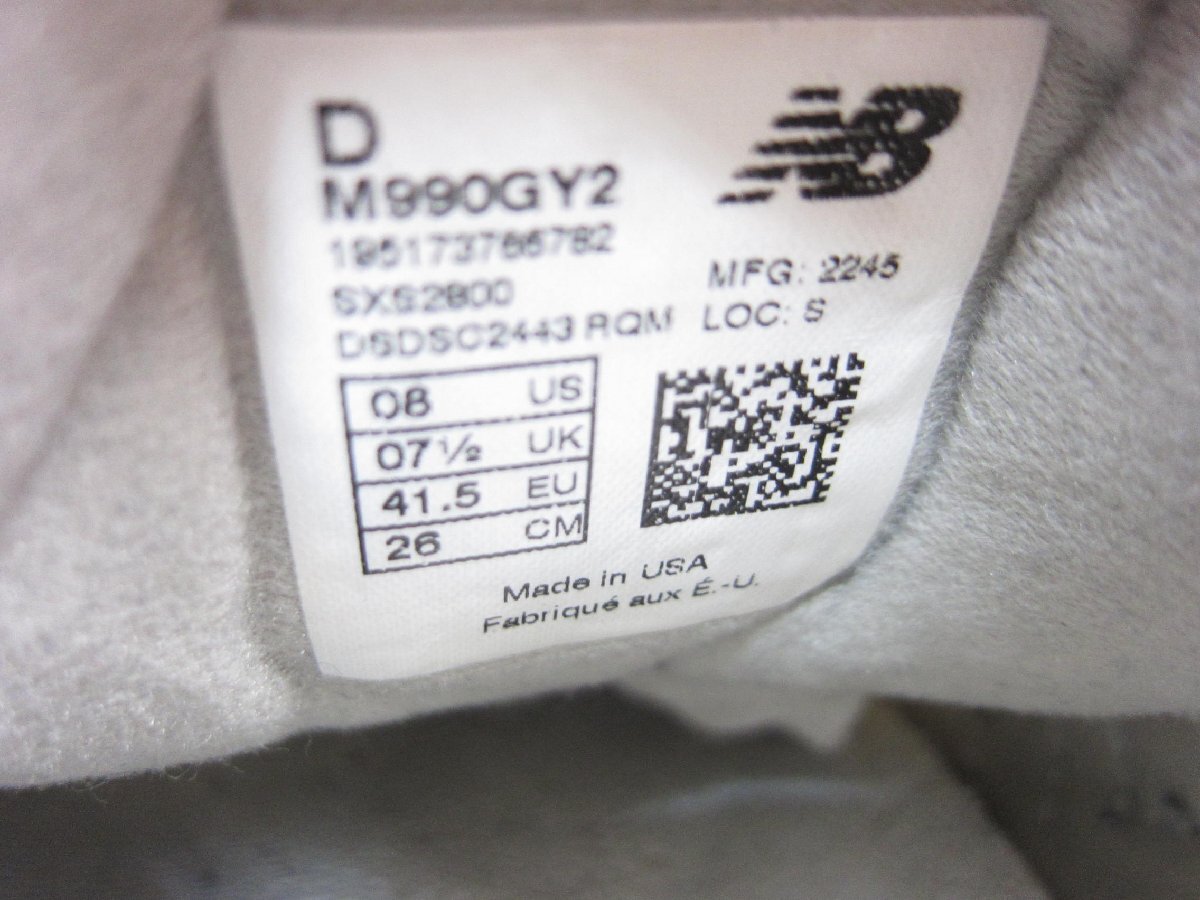 D
NB
M990GY2
195173766782
SXS2800
MFG: 2245
DSDSC2443 RQM
LOC: S
08 US
07½ UK
41.5 EU
26 CM
Made in USA
Fabriqué aux É.-U.